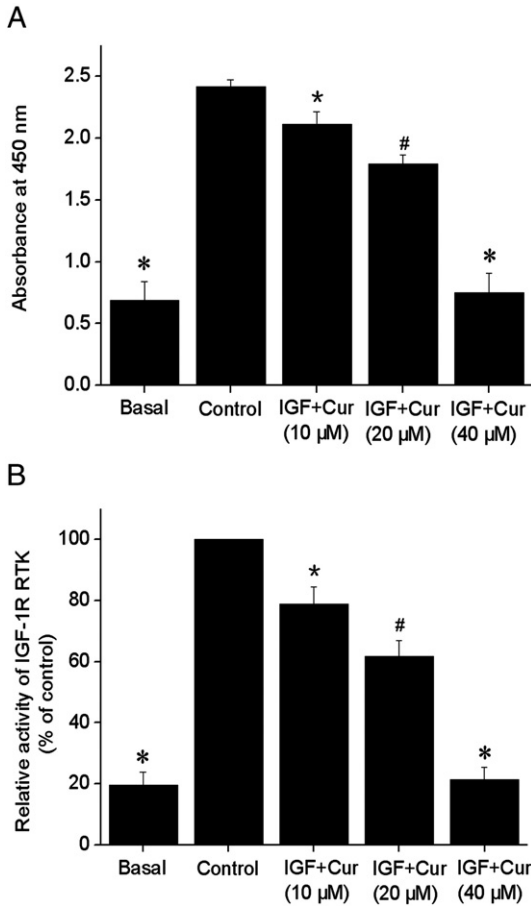 A
Absorbance at 450 nm
2.5
2.0
1.5
1.0
0.5
0.0
*
*
#
*
Basal
Control
IGF+Cur
(10 µM)
IGF+Cur
(20 µM)
IGF+Cur
(40 µM)
B
Relative activity of IGF-1R RTK
(% of control)
100
80
60
40
20
0
*
*
#
*
Basal
Control
IGF+Cur
(10 µM)
IGF+Cur
(20 µM)
IGF+Cur
(40 µM)